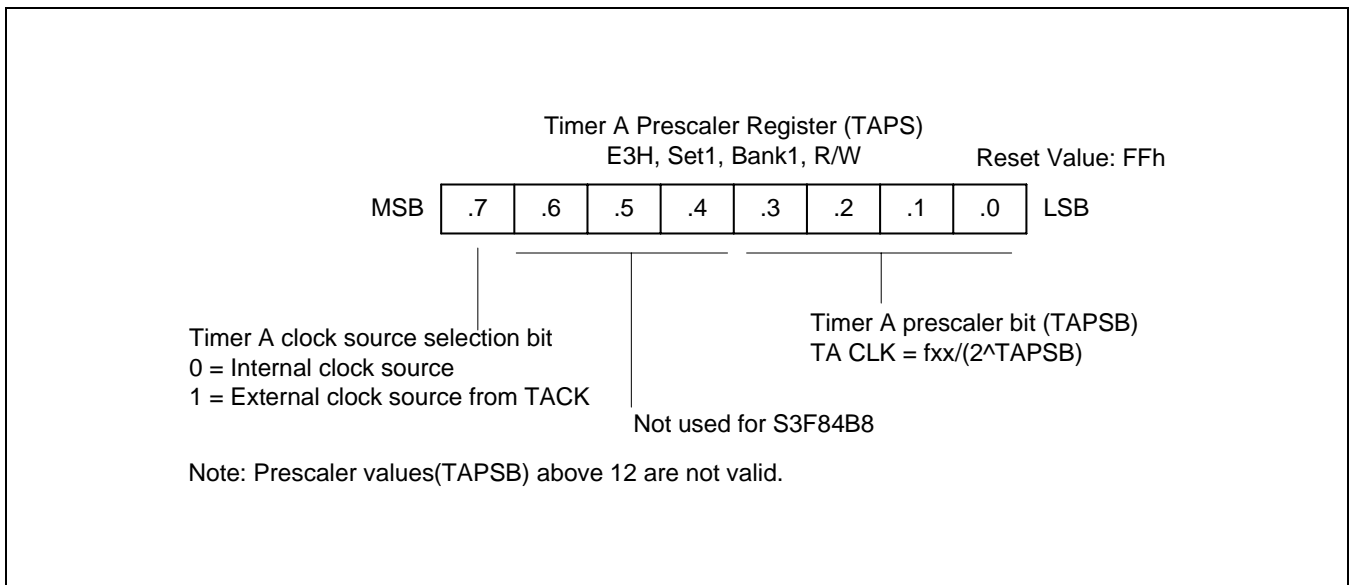 Timer A Prescaler Register (TAPS)
E3H, Set1, Bank1, R/W
Reset Value: FFh
MSB .7 .6 .5 .4 .3 .2 .1 .0 LSB
Timer A clock source selection bit
0 = Internal clock source
1 = External clock source from TACK
Timer A prescaler bit (TAPSB)
TA CLK = fxx/(2^TAPSB)
Not used for S3F84B8
Note: Prescaler values(TAPSB) above 12 are not valid.